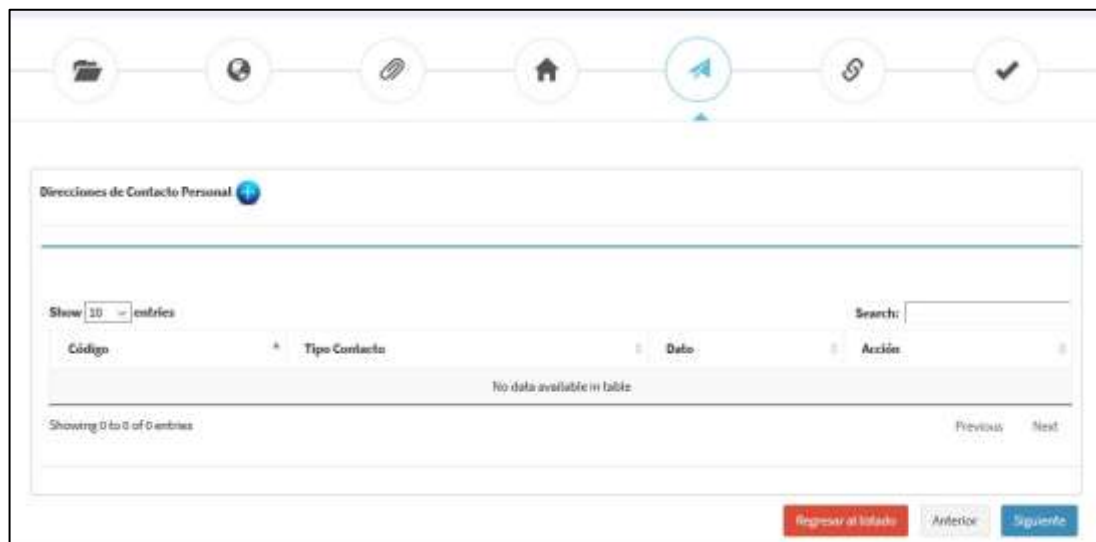 Direcciones de Contacto Personal
Show 10 entries
Search:
Código Tipo Contacto Dato Acción
No data available in table
Showing 0 to 0 of 0 entries
Previous Next
Regresar al listado Anterior Siguiente